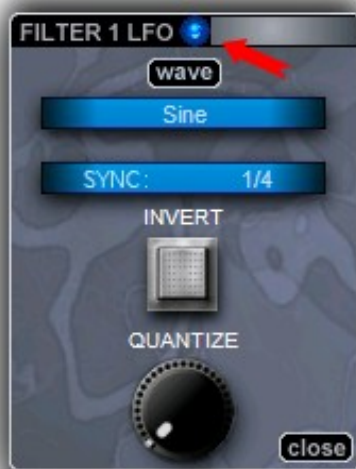 FILTER 1 LFO
wave
Sine
SYNC: 1/4
INVERT
QUANTIZE
close